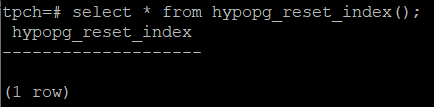 tpch=# select * from hypopg_reset_index();
 hypopg_reset_index
--------------------

(1 row)